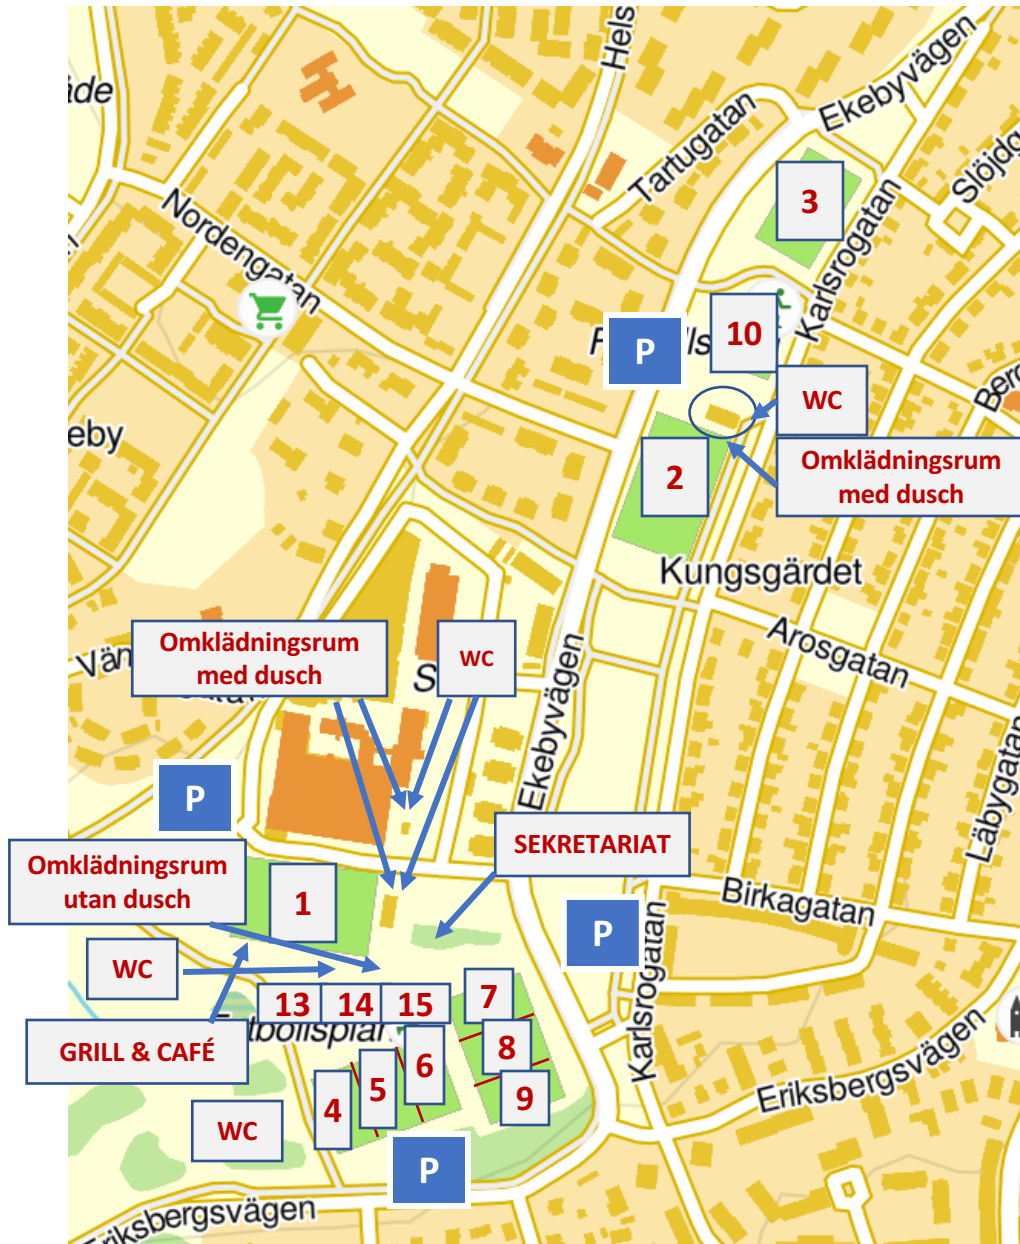 Hels
Ekebyvägen
Tartugatan
Slöjdg
3
Karlsrogatan
Nordengatan
P
10
WC
Berg
eby
2
Omklädningsrum
med dusch
Kungsgärdet
Arosgatan
Omklädningsrum
med dusch
WC
Vän
Ekebyvägen
Läbygatan
P
SEKRETARIAT
Omklädningsrum
utan dusch
1
Birkagatan
P
WC
Karlsrogatan
13
14
15
7
GRILL & CAFÉ
8
6
5
4
9
Eriksbergsvägen
WC
P
Eriksbergsvägen